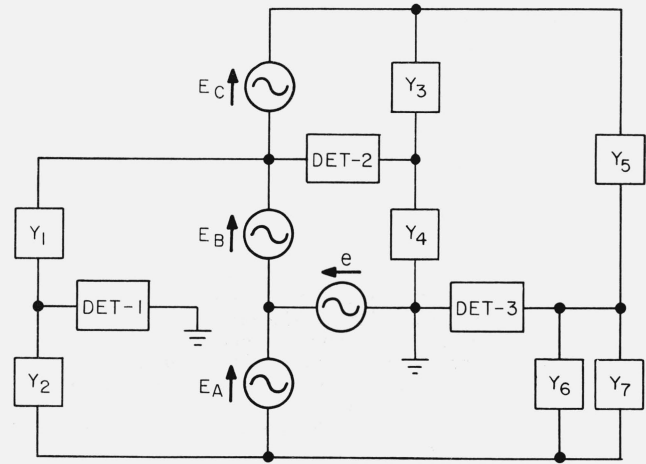 E_C
Y_3
DET-2
Y_5
Y_1
E_B
Y_4
e
DET-1
DET-3
Y_2
E_A
Y_6
Y_7